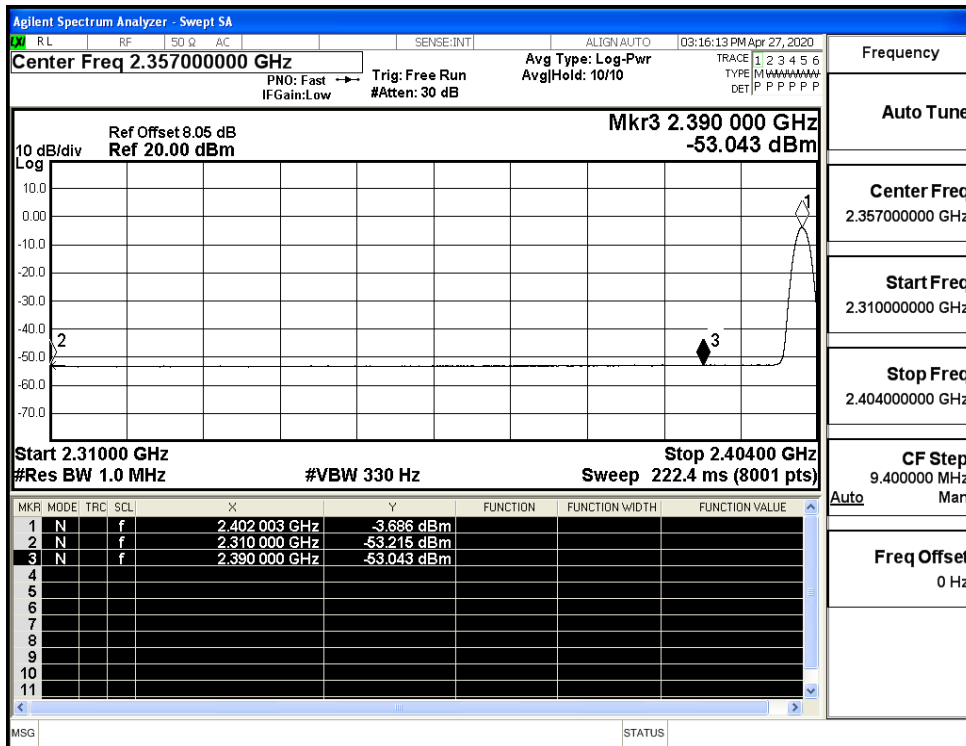 Agilent Spectrum Analyzer - Swept SA
LXI RL RF 50 Ω AC SENSE:INT ALIGN AUTO 03:16:13 PM Apr 27, 2020
Center Freq 2.357000000 GHz
PNO: Fast
IFGain:Low
Trig: Free Run
#Atten: 30 dB
Avg Type: Log-Pwr
Avg|Hold: 10/10
TRACE 1 2 3 4 5 6
TYPE M W W W W W
DET P P P P P P
Ref Offset 8.05 dB
10 dB/div Ref 20.00 dBm
Log
Mkr3 2.390 000 GHz
-53.043 dBm
10.0
0.00
-10.0
-20.0
-30.0
-40.0
-50.0
-60.0
-70.0
1
2
3
Start 2.31000 GHz Stop 2.40400 GHz
#Res BW 1.0 MHz #VBW 330 Hz Sweep 222.4 ms (8001 pts)
MKR MODE TRC SCL X Y FUNCTION FUNCTION WIDTH FUNCTION VALUE
1 N f 2.402 003 GHz -3.686 dBm
2 N f 2.310 000 GHz -53.215 dBm
3 N f 2.390 000 GHz -53.043 dBm
4
5
6
7
8
9
10
11
MSG STATUS
Frequency
Auto Tune
Center Freq
2.357000000 GHz
Start Freq
2.310000000 GHz
Stop Freq
2.404000000 GHz
CF Step
9.400000 MHz
Auto Man
Freq Offset
0 Hz